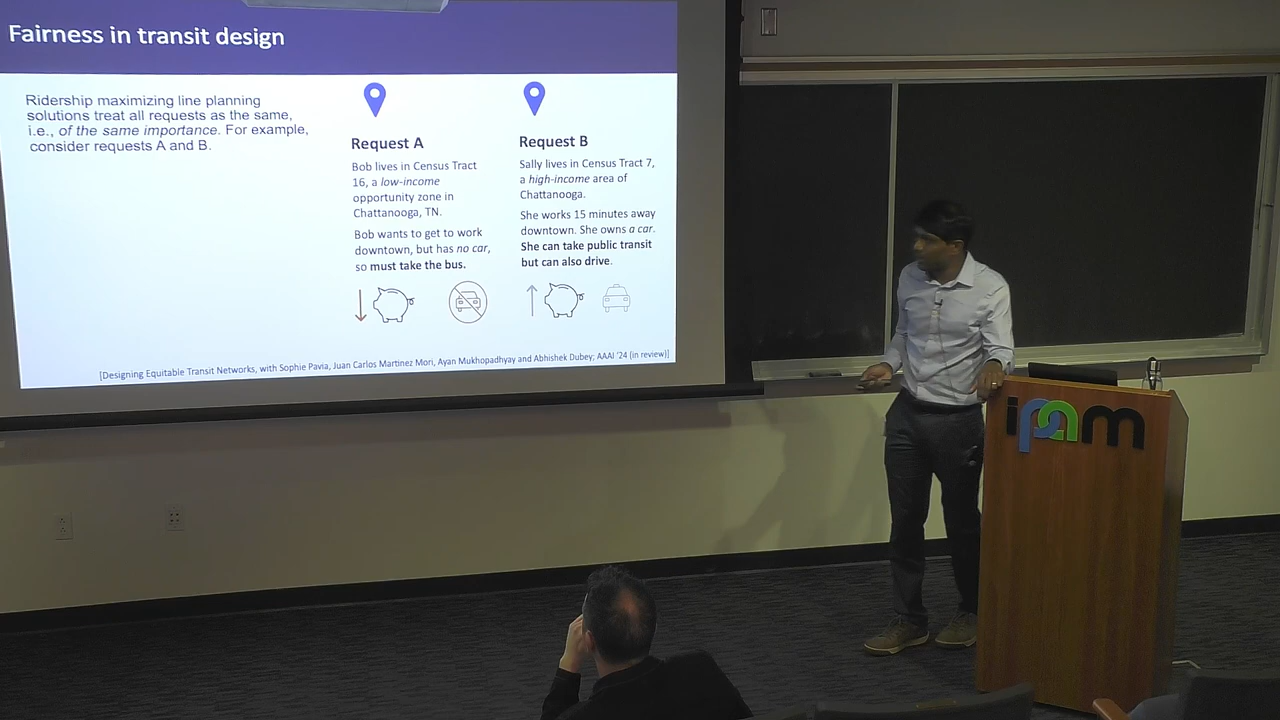 Fairness in transit design
Ridership maximizing line planning
solutions treat all requests as the same,
i.e., of the same importance. For example,
consider requests A and B.
Request A
Bob lives in Census Tract
16, a low-income
opportunity zone in
Chattanooga, TN.
Bob wants to get to work
downtown, but has no car,
so must take the bus.
Request B
Sally lives in Census Tract 7,
a high-income area of
Chattanooga.
She works 15 minutes away
downtown. She owns a car.
She can take public transit
but can also drive.
[Designing Equitable Transit Networks, with Sophie Pavia, Juan Carlos Martinez Mori, Ayan Mukhopadhyay and Abhishek Dubey; AAAI '24 (in review)]
ipam